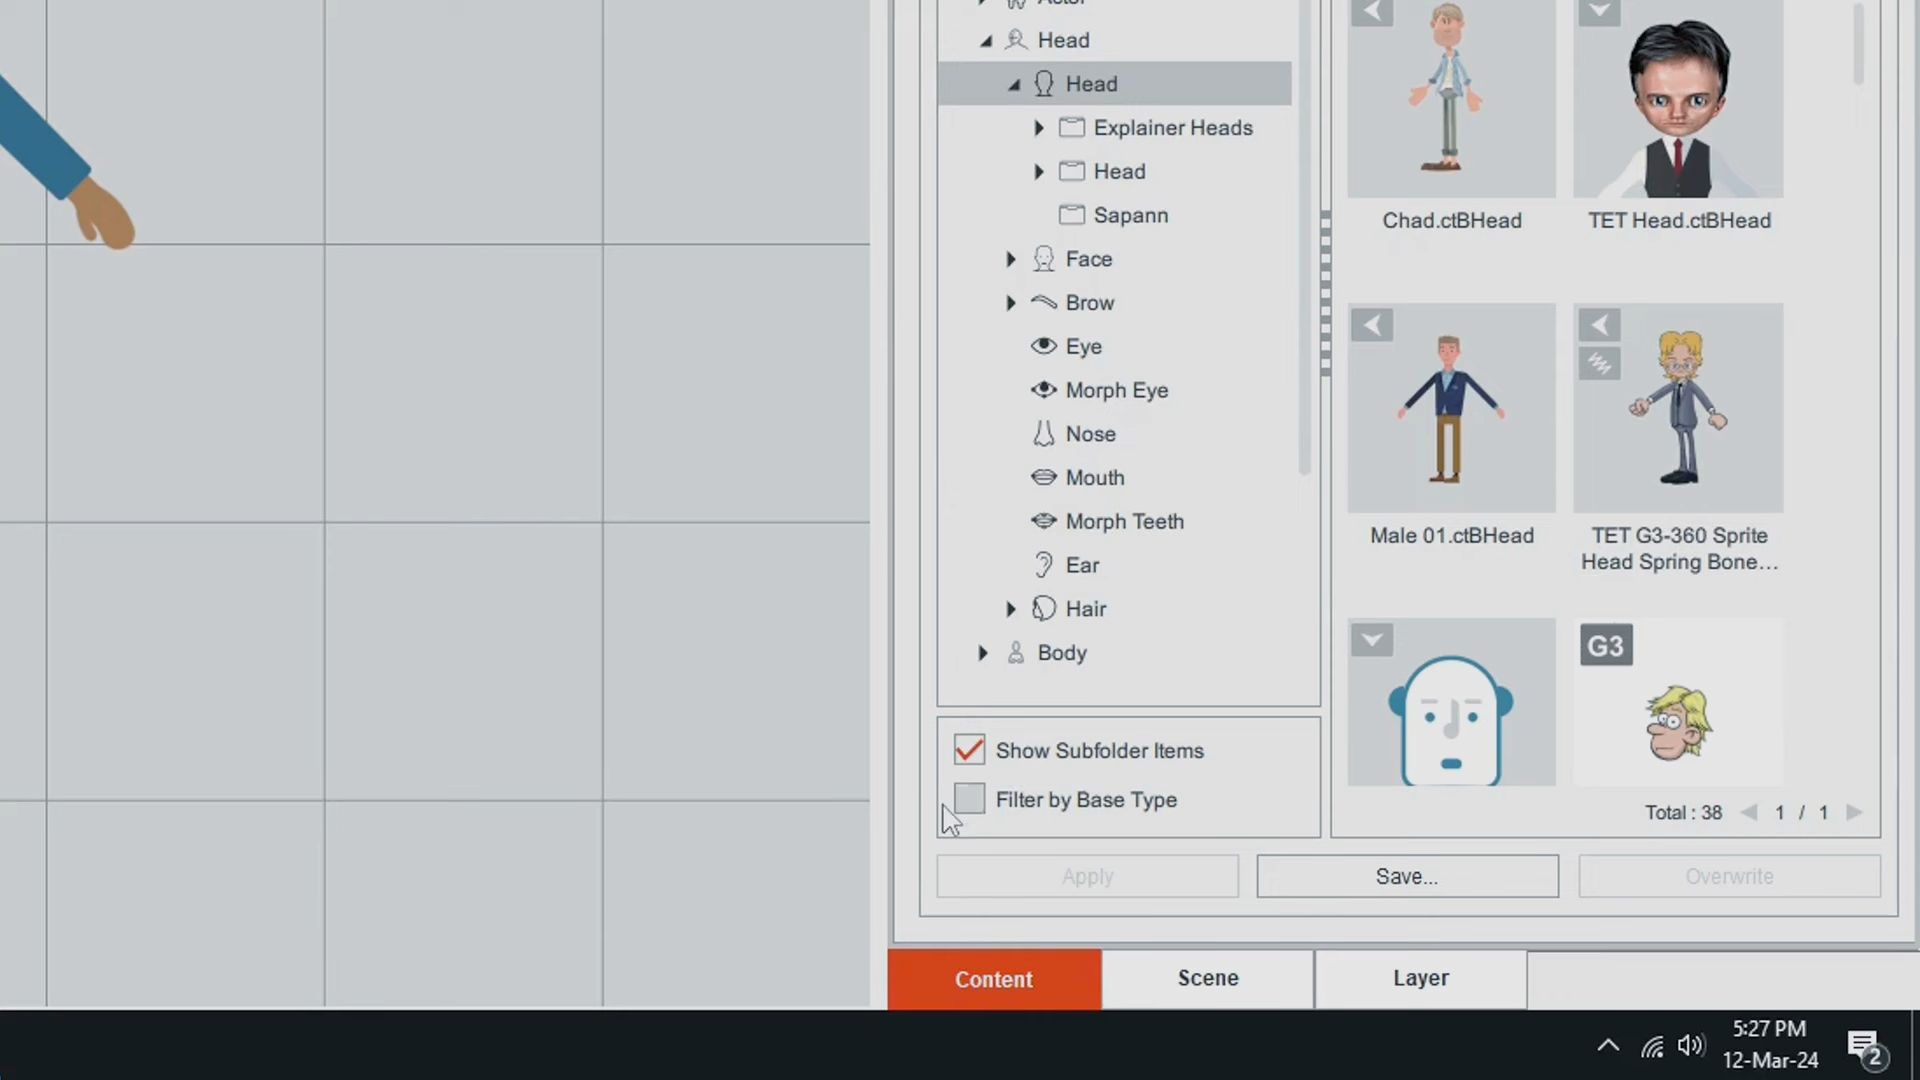 Actor
Head
Head
Explainer Heads
Head
Sapann
Face
Brow
Eye
Morph Eye
Nose
Mouth
Morph Teeth
Ear
Hair
Body
Show Subfolder Items
Filter by Base Type
Chad.ctBHead
TET Head.ctBHead
Male 01.ctBHead
TET G3-360 Sprite
Head Spring Bone...
G3
Total : 38
1 / 1
Apply
Save...
Overwrite
Content
Scene
Layer
5:27 PM
12-Mar-24
2